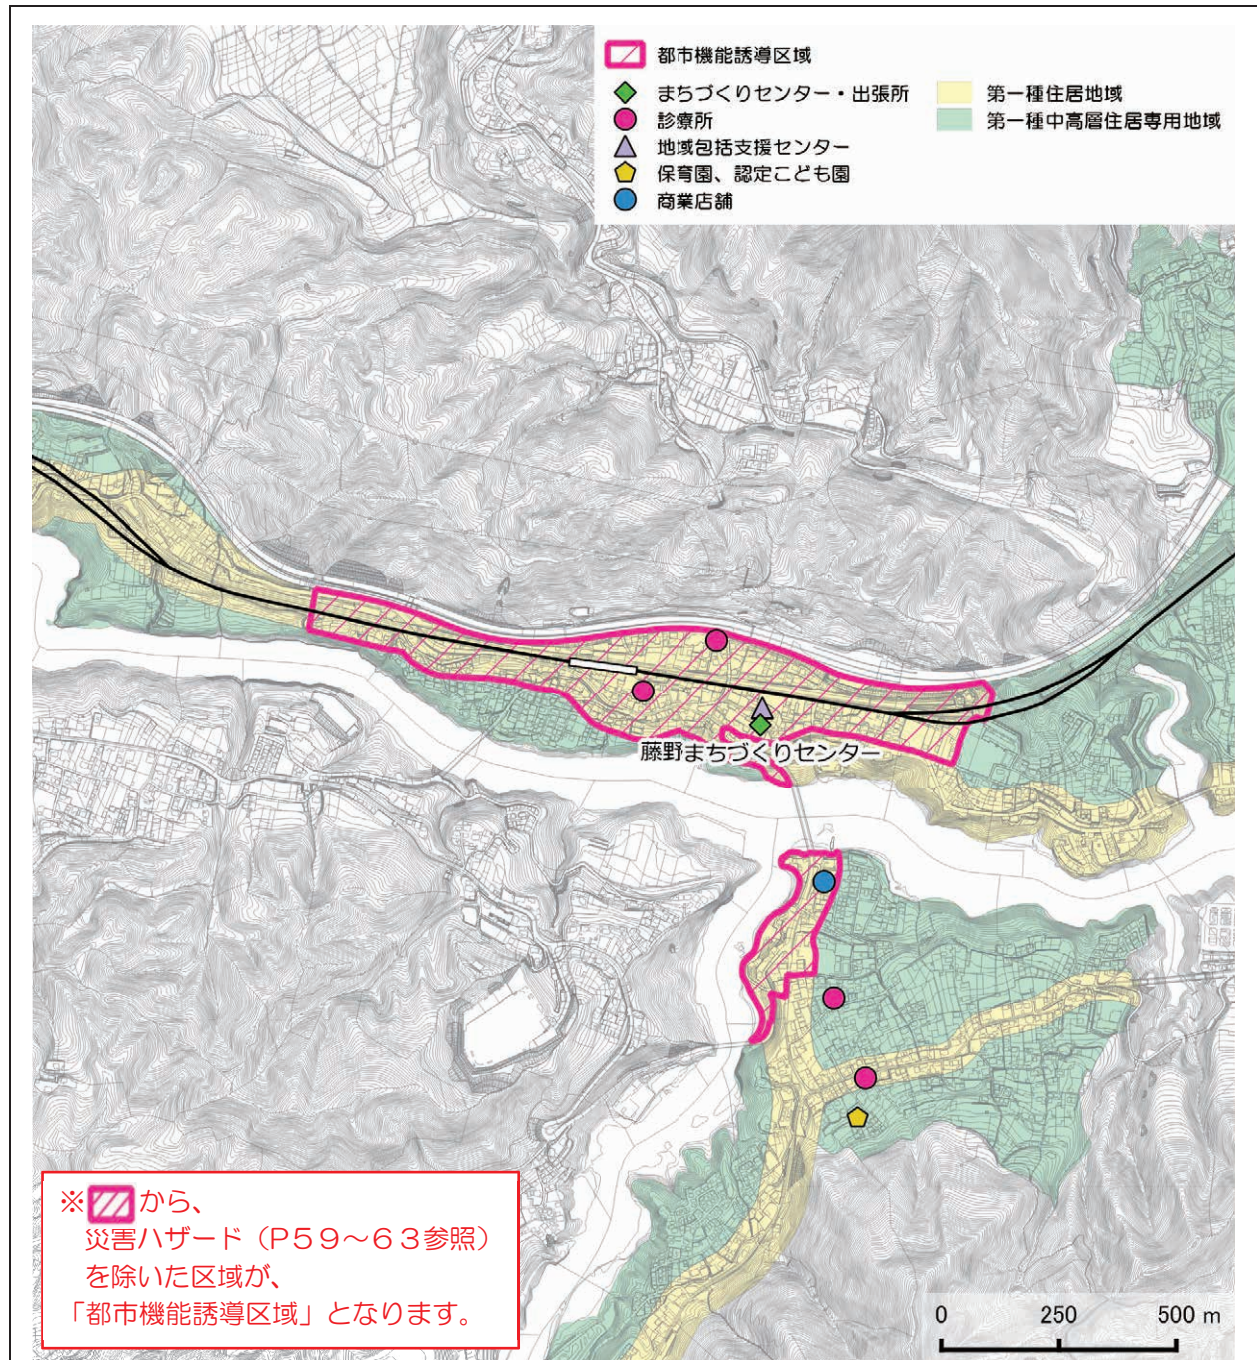 都市機能誘導区域
まちづくりセンター・出張所
診療所
地域包括支援センター
保育園、認定こども園
商業店舗
第一種住居地域
第一種中高層住居専用地域
藤野まちづくりセンター
※から、
災害ハザード（P59～63参照）
を除いた区域が、
「都市機能誘導区域」となります。
0 250 500 m